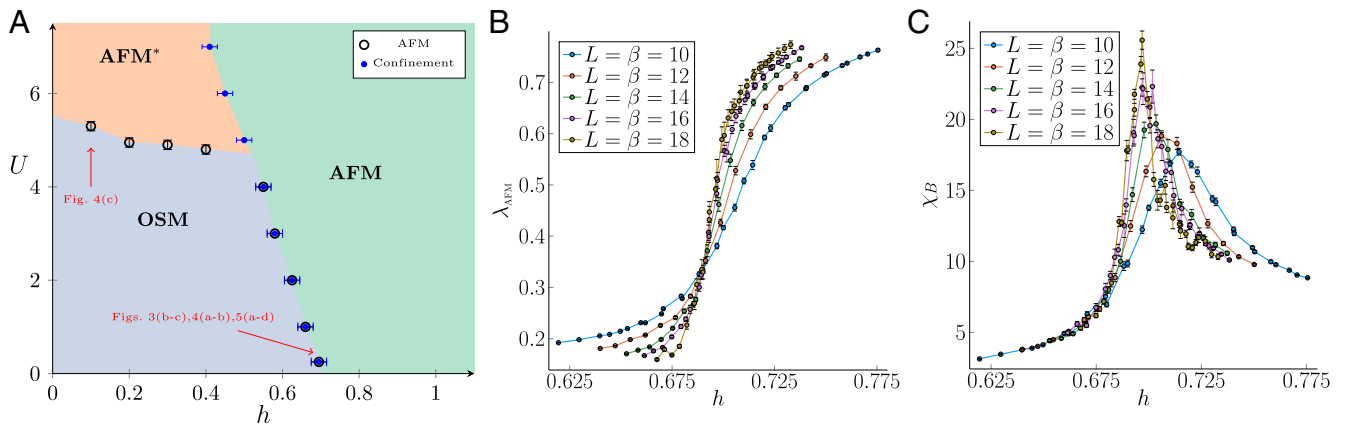 A
AFM*
AFM
Confinement
6
U
4
2
0
Fig. 4(c)
OSM
AFM
Figs. 3(b-c),4(a-b),5(a-d)
0 0.2 0.4 0.6 0.8 1
h
B
L = β = 10
L = β = 12
L = β = 14
L = β = 16
L = β = 18
0.7
0.6
0.5
0.4
0.3
0.2
λAFM
0.625 0.675 0.725 0.775
h
C
L = β = 10
L = β = 12
L = β = 14
L = β = 16
L = β = 18
25
20
15
10
5
χB
0.625 0.675 0.725 0.775
h